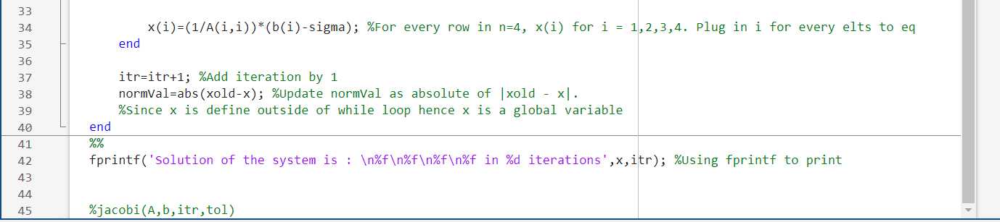 33
34 x(i)=(1/A(i,i))*(b(i)-sigma); %For every row in n=4, x(i) for i = 1,2,3,4. Plug in i for every elts to eq
35 end
36
37 itr=itr+1; %Add iteration by 1
38 normVal=abs(xold-x); %Update normVal as absolute of |xold - x|.
39 %Since x is define outside of while loop hence x is a global variable
40 end
41 %%
42 fprintf('Solution of the system is : \n%f\n%f\n%f\n%f in %d iterations',x,itr); %Using fprintf to print
43
44
45 %jacobi(A,b,itr,tol)